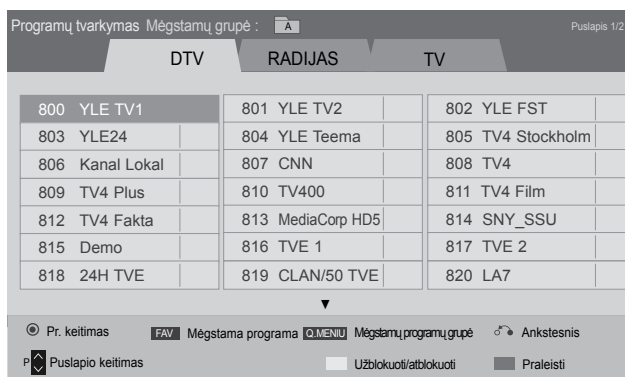 Programų tvarkymas Mėgstamų grupė : A Puslapis 1/2
DTV RADIJAS TV
800 YLE TV1 801 YLE TV2 802 YLE FST
803 YLE24 804 YLE Teema 805 TV4 Stockholm
806 Kanal Lokal 807 CNN 808 TV4
809 TV4 Plus 810 TV400 811 TV4 Film
812 TV4 Fakta 813 MediaCorp HD5 814 SNY_SSU
815 Demo 816 TVE 1 817 TVE 2
818 24H TVE 819 CLAN/50 TVE 820 LA7
Pr. keitimas FAV Mėgstama programa Q.MENIU Mėgstamų programų grupė Ankstesnis
P Puslapio keitimas Užblokuoti/atblokuoti Praleisti